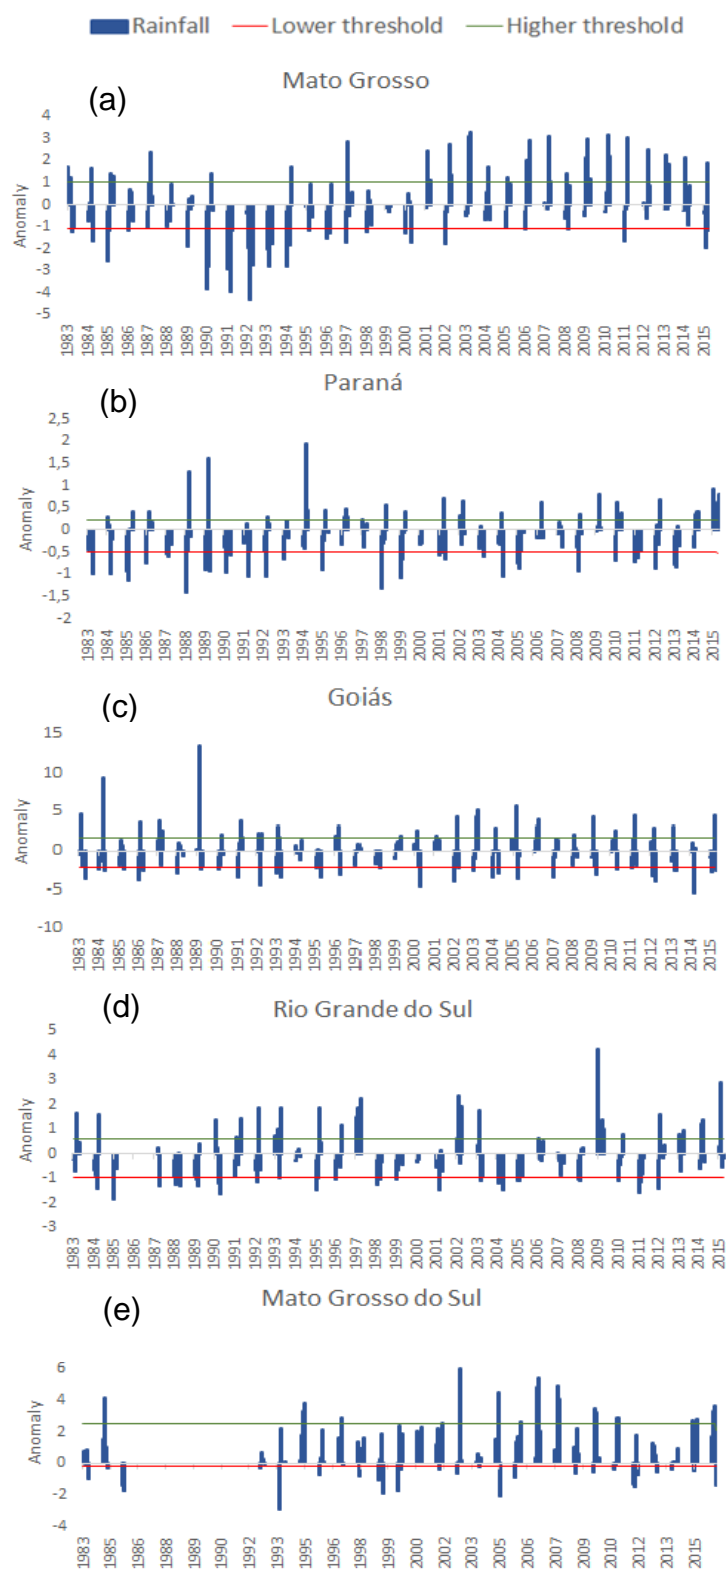 Rainfall Lower threshold Higher threshold
(a) Mato Grosso
Anomaly
4
3
2
1
0
-1
-2
-3
-4
-5
1983 1984 1985 1986 1987 1988 1989 1990 1991 1992 1993 1994 1995 1996 1997 1998 1999 2000 2001 2002 2003 2004 2005 2006 2007 2008 2009 2010 2011 2012 2013 2014 2015
(b) Paraná
Anomaly
2,5
2
1,5
1
0,5
0
-0,5
-1
-1,5
-2
1983 1984 1985 1986 1987 1988 1989 1990 1991 1992 1993 1994 1995 1996 1997 1998 1999 2000 2001 2002 2003 2004 2005 2006 2007 2008 2009 2010 2011 2012 2013 2014 2015
(c) Goiás
Anomaly
15
10
5
0
-5
-10
1983 1984 1985 1986 1987 1988 1989 1990 1991 1992 1993 1994 1995 1996 1997 1998 1999 2000 2001 2002 2003 2004 2005 2006 2007 2008 2009 2010 2011 2012 2013 2014 2015
(d) Rio Grande do Sul
Anomaly
5
4
3
2
1
0
-1
-2
-3
1983 1984 1985 1987 1988 1989 1990 1991 1992 1993 1994 1995 1996 1997 1998 1999 2000 2001 2002 2003 2004 2005 2006 2007 2008 2009 2010 2011 2012 2013 2014 2015
(e) Mato Grosso do Sul
Anomaly
6
4
2
0
-2
-4
1983 1985 1986 1987 1988 1989 1990 1991 1992 1993 1994 1995 1996 1997 1998 1999 2000 2002 2003 2004 2005 2006 2007 2008 2009 2010 2011 2012 2013 2014 2015